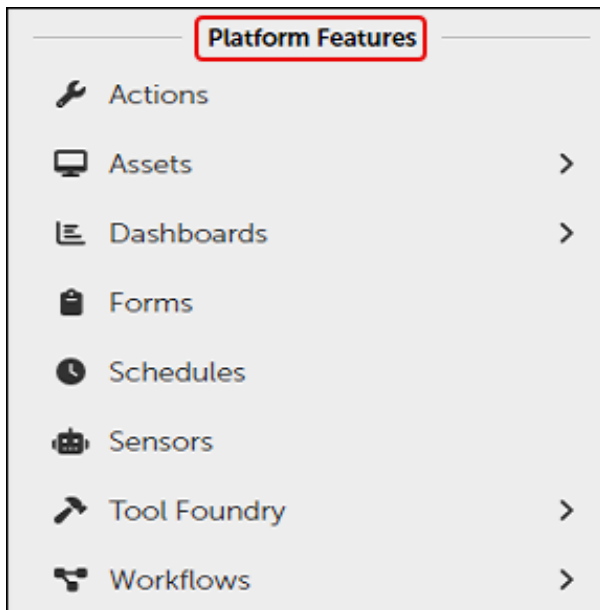 Platform Features
Actions
Assets
Dashboards
Forms
Schedules
Sensors
Tool Foundry
Workflows